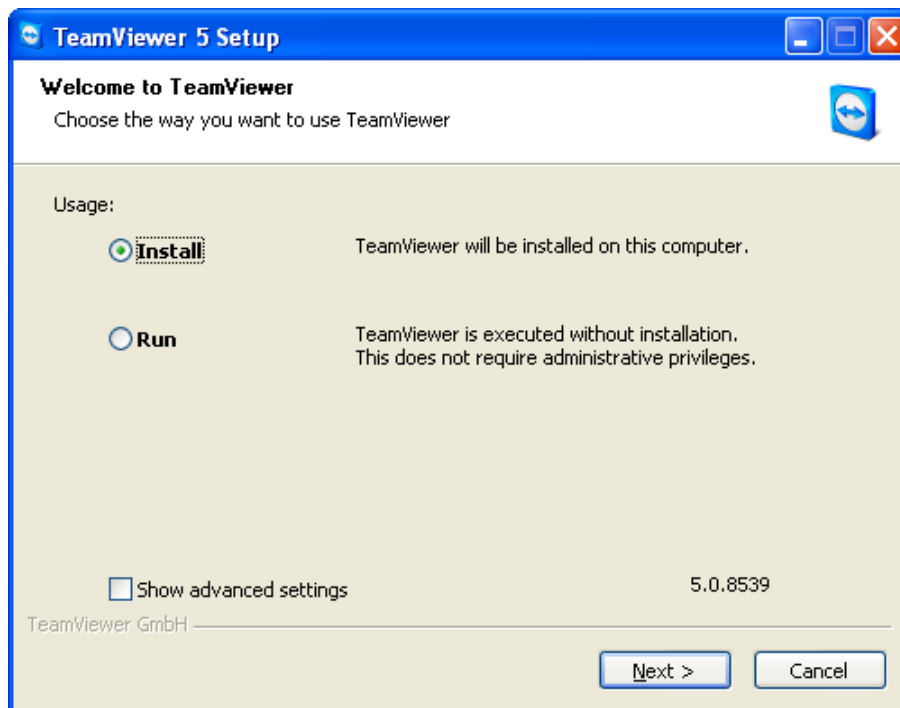 TeamViewer 5 Setup
Welcome to TeamViewer
Choose the way you want to use TeamViewer
Usage:
Install
TeamViewer will be installed on this computer.
Run
TeamViewer is executed without installation.
This does not require administrative privileges.
Show advanced settings
5.0.8539
TeamViewer GmbH
Next >
Cancel